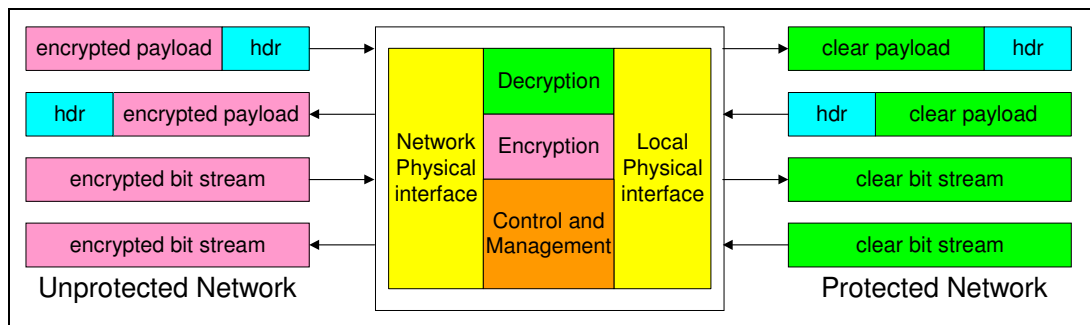 encrypted payload hdr
hdr encrypted payload
encrypted bit stream
encrypted bit stream
Unprotected Network
Network
Physical
interface
Decryption
Encryption
Control and
Management
Local
Physical
interface
clear payload hdr
hdr clear payload
clear bit stream
clear bit stream
Protected Network